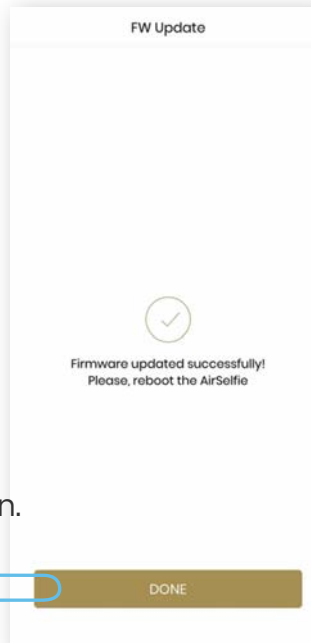 FW Update
Firmware updated successfully!
Please, reboot the AirSelfie
n.
DONE